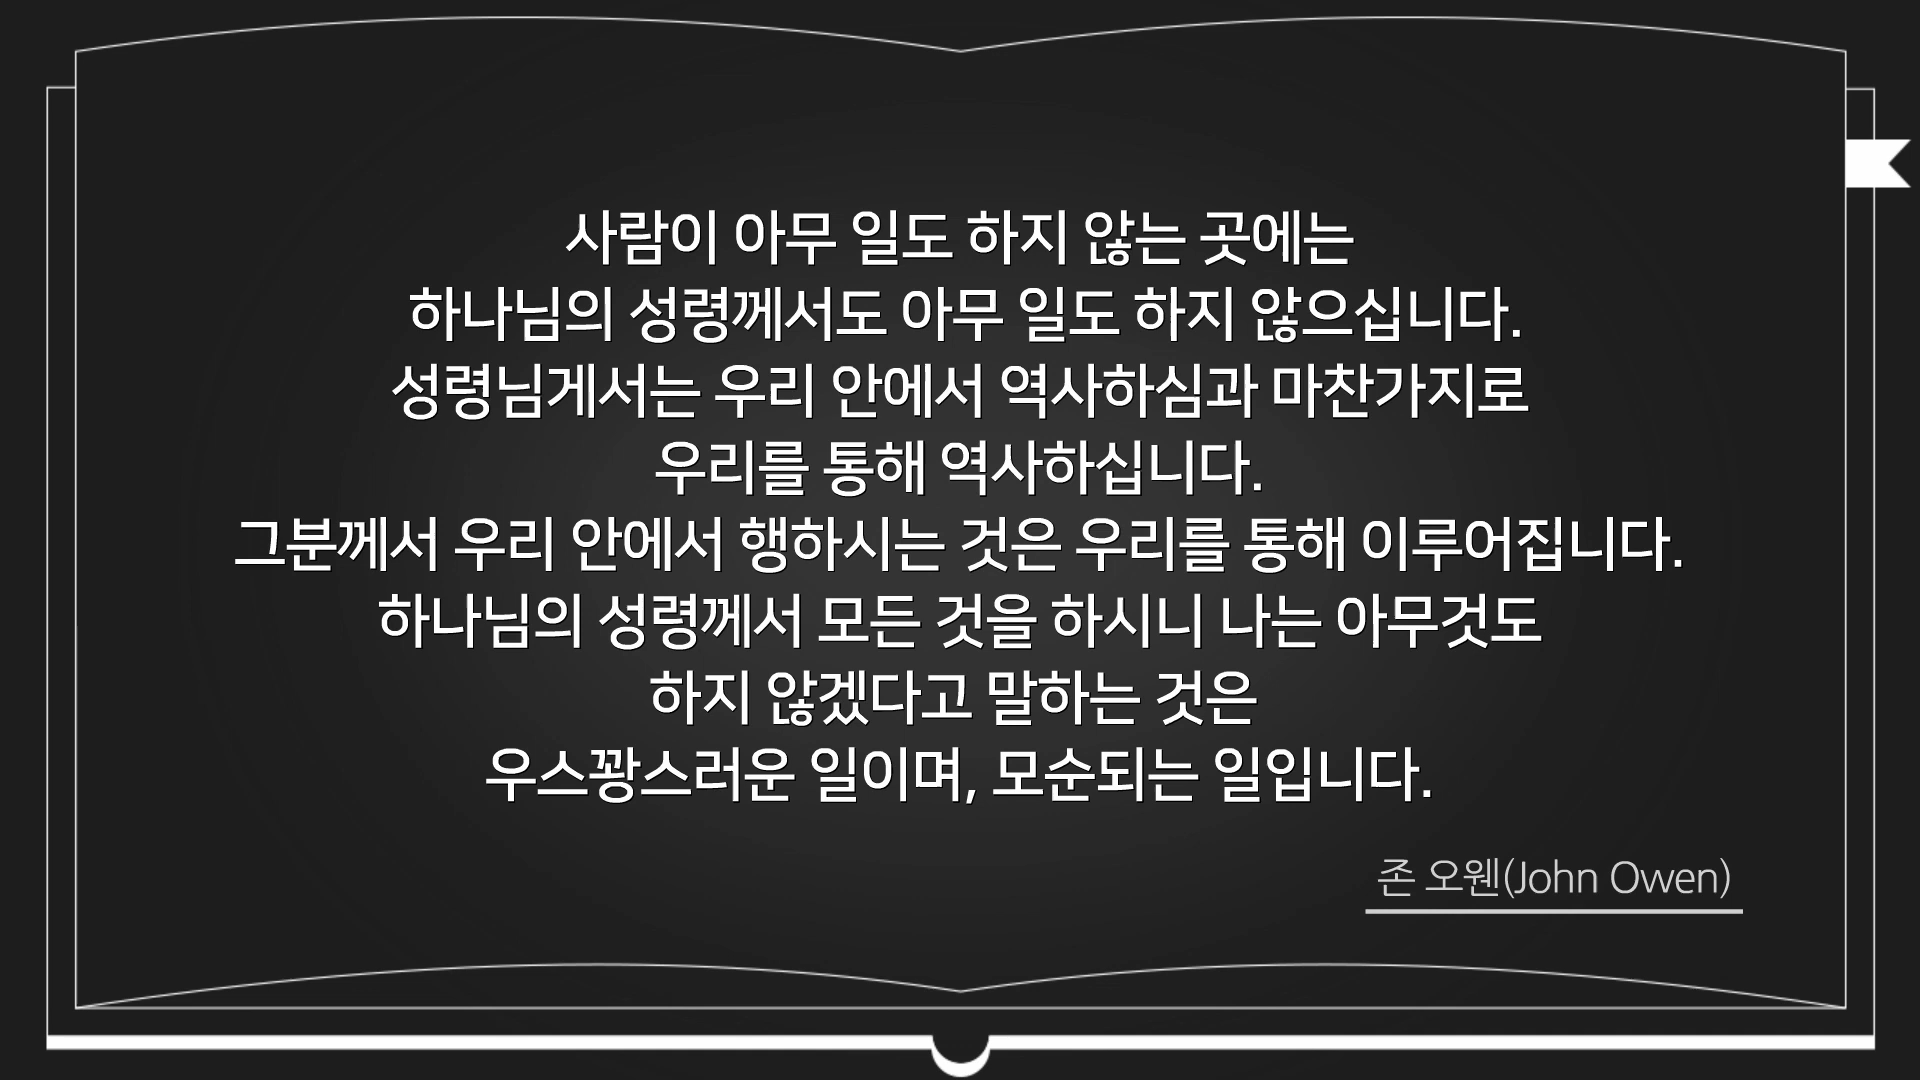 사람이 아무 일도 하지 않는 곳에는
하나님의 성령께서도 아무 일도 하지 않으십니다.
성령님게서는 우리 안에서 역사하심과 마찬가지로
우리를 통해 역사하십니다.
그분께서 우리 안에서 행하시는 것은 우리를 통해 이루어집니다.
하나님의 성령께서 모든 것을 하시니 나는 아무것도
하지 않겠다고 말하는 것은
우스꽝스러운 일이며, 모순되는 일입니다.
존 오웬(John Owen)